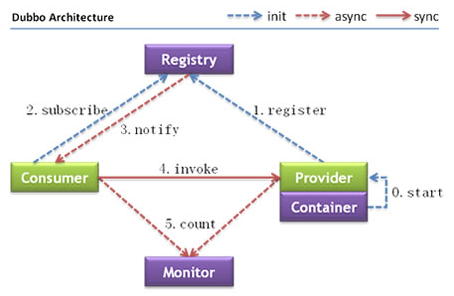 Dubbo Architecture
init
async
sync
Registry
2. subscribe
1. register
3. notify
Consumer
4. invoke
Provider
0. start
Container
5. count
Monitor